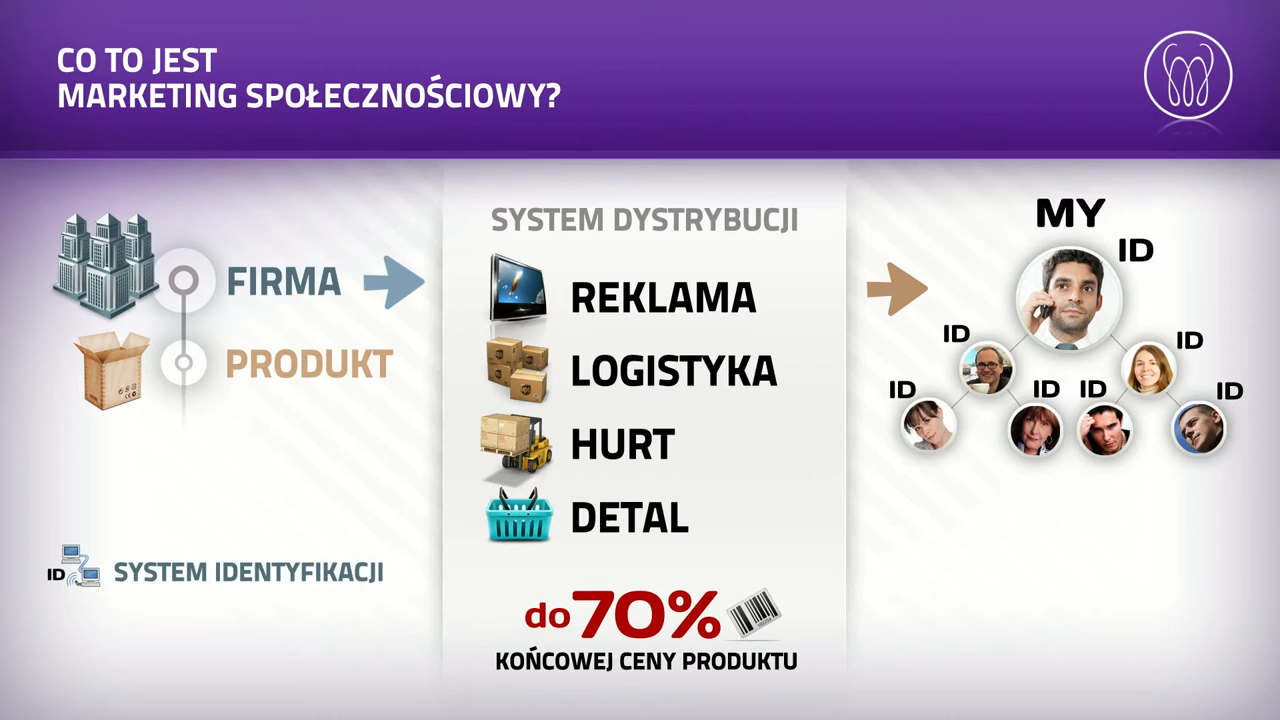 CO TO JEST
MARKETING SPOŁECZNOŚCIOWY?
FIRMA
PRODUKT
ID
SYSTEM IDENTYFIKACJI
SYSTEM DYSTRYBUCJI
REKLAMA
LOGISTYKA
HURT
DETAL
do 70%
KOŃCOWEJ CENY PRODUKTU
MY
ID
ID
ID
ID
ID
ID
ID